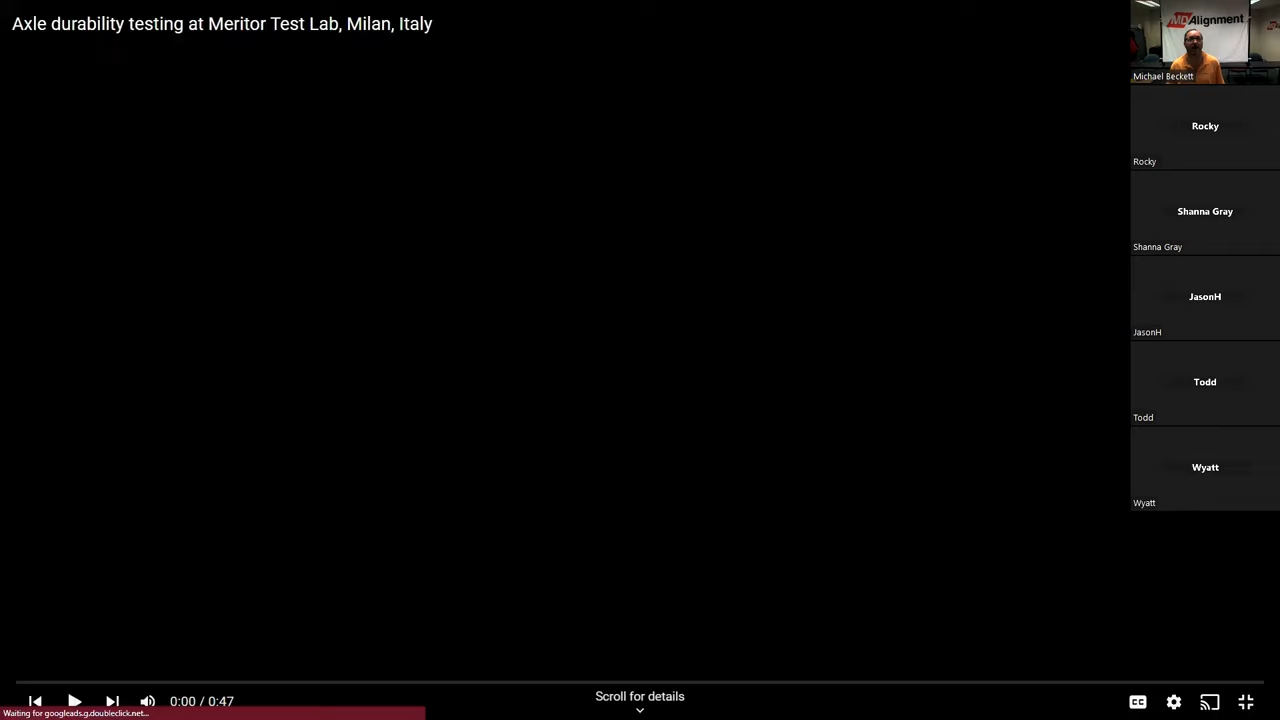 Axle durability testing at Meritor Test Lab, Milan, Italy
MDAlignment
Michael Beckett
Rocky
Rocky
Shanna Gray
Shanna Gray
JasonH
JasonH
Todd
Todd
Wyatt
Wyatt
Scroll for details
0:00 / 0:47
CC
Waiting for googleads.g.doubleclick.net...